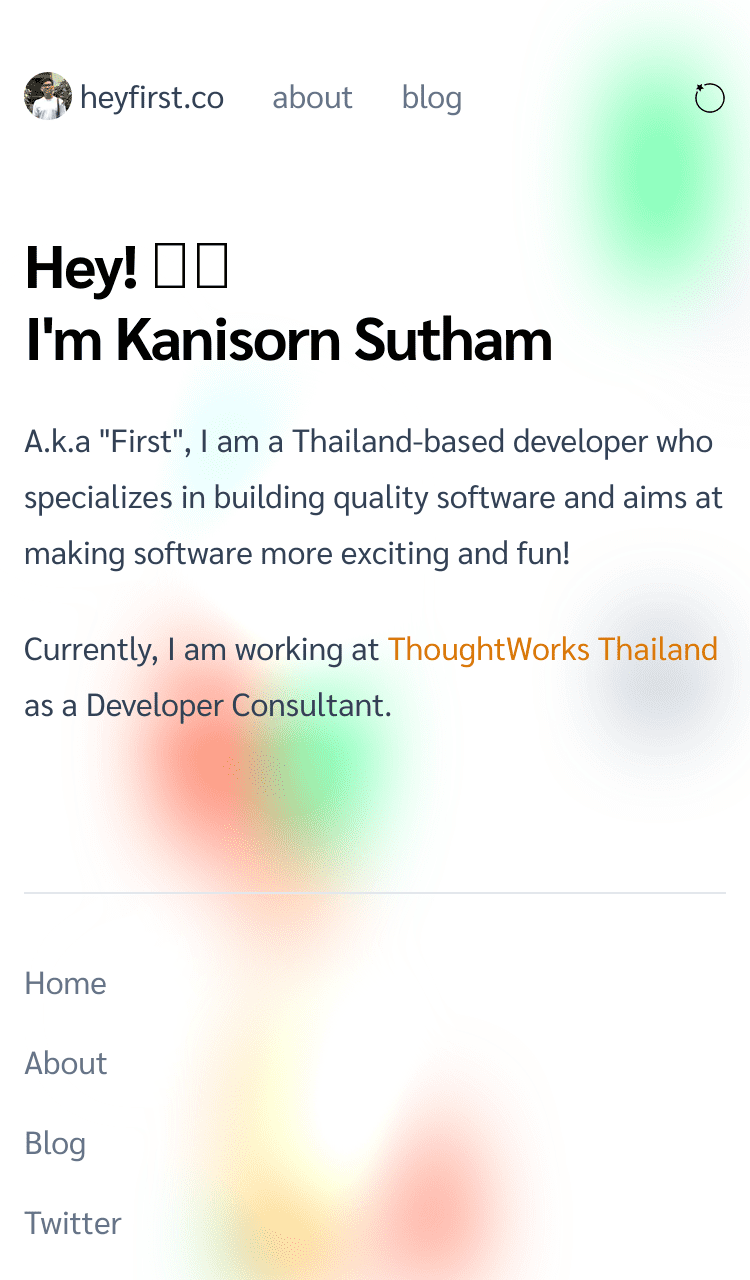 heyfirst.co about blog
Hey!
I'm Kanisorn Sutham
A.k.a "First", I am a Thailand-based developer who
specializes in building quality software and aims at
making software more exciting and fun!
Currently, I am working at ThoughtWorks Thailand
as a Developer Consultant.
Home
About
Blog
Twitter